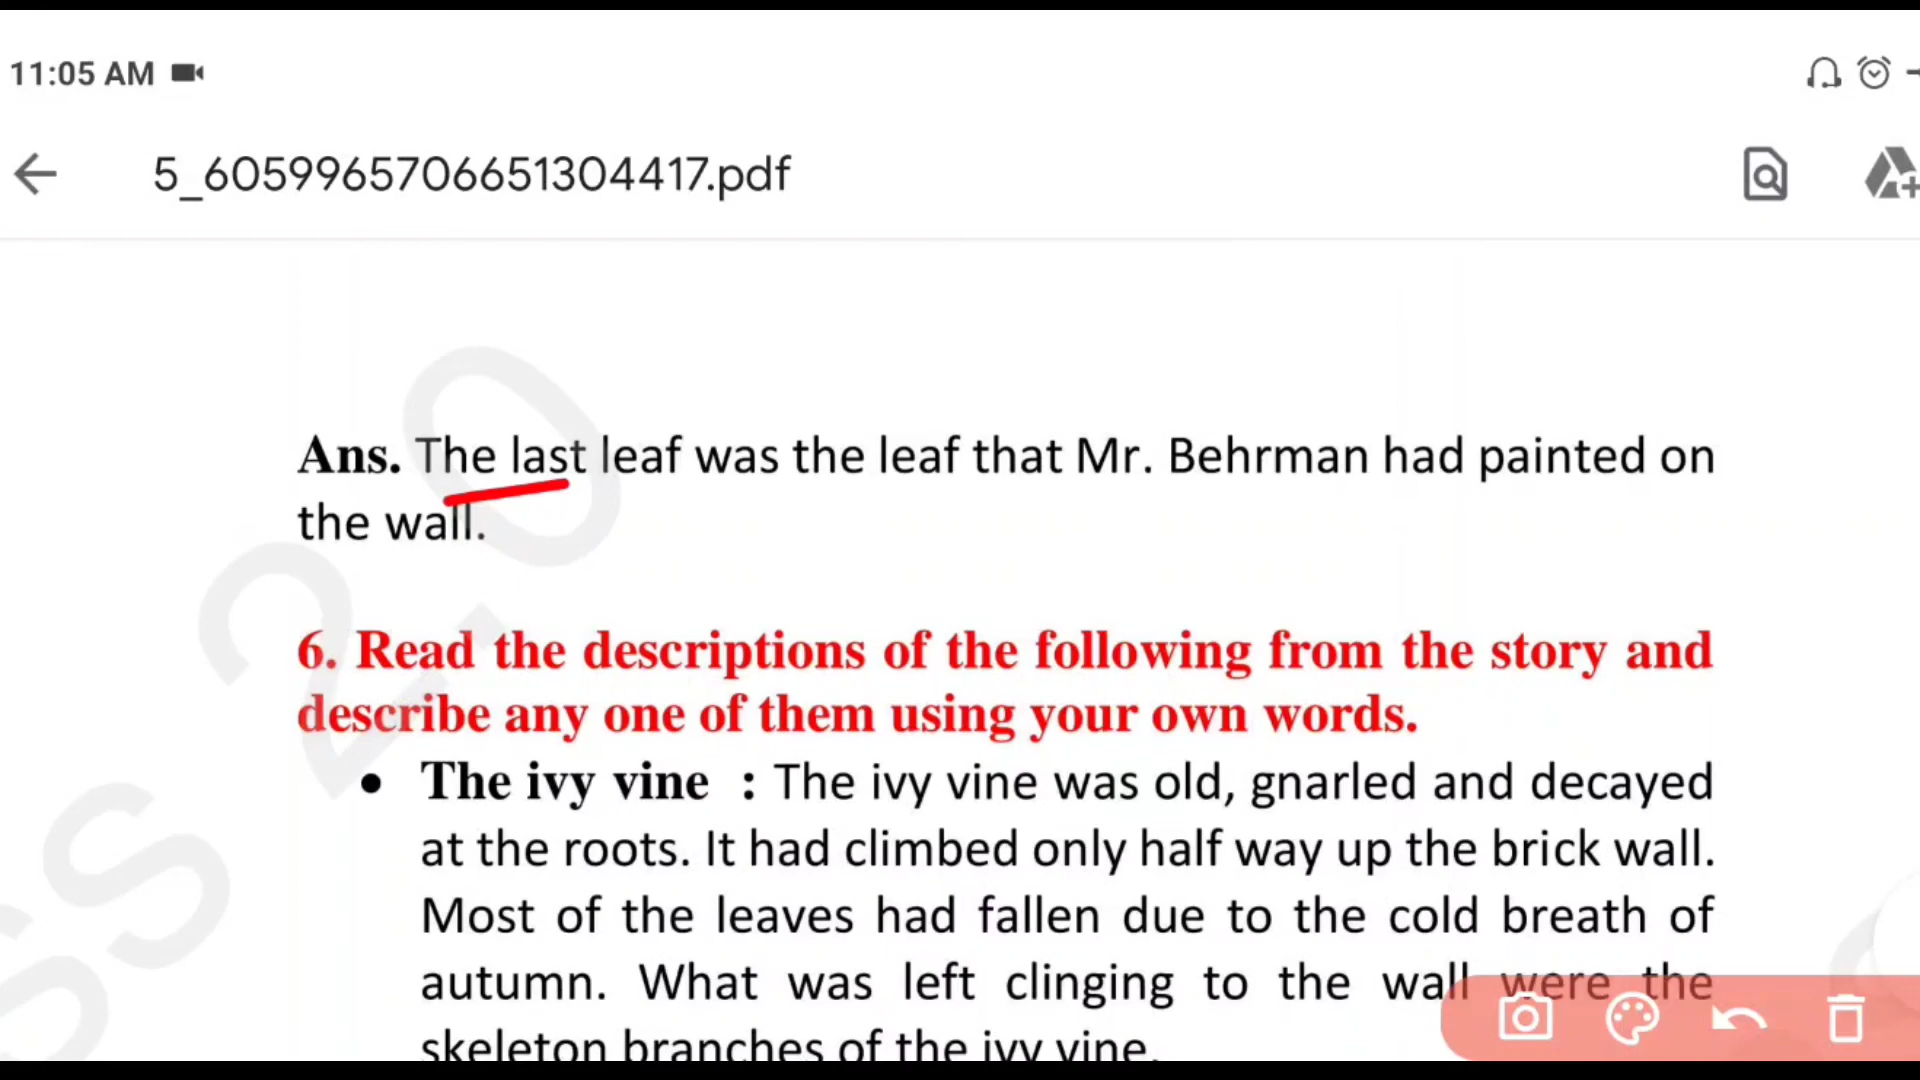 11:05 AM
5_6059965706651304417.pdf
Ans. The last leaf was the leaf that Mr. Behrman had painted on
the wall.
6. Read the descriptions of the following from the story and
describe any one of them using your own words.
• The ivy vine : The ivy vine was old, gnarled and decayed
at the roots. It had climbed only half way up the brick wall.
Most of the leaves had fallen due to the cold breath of
autumn. What was left clinging to the wall were the
skeleton branches of the ivy vine.
ss 2.0